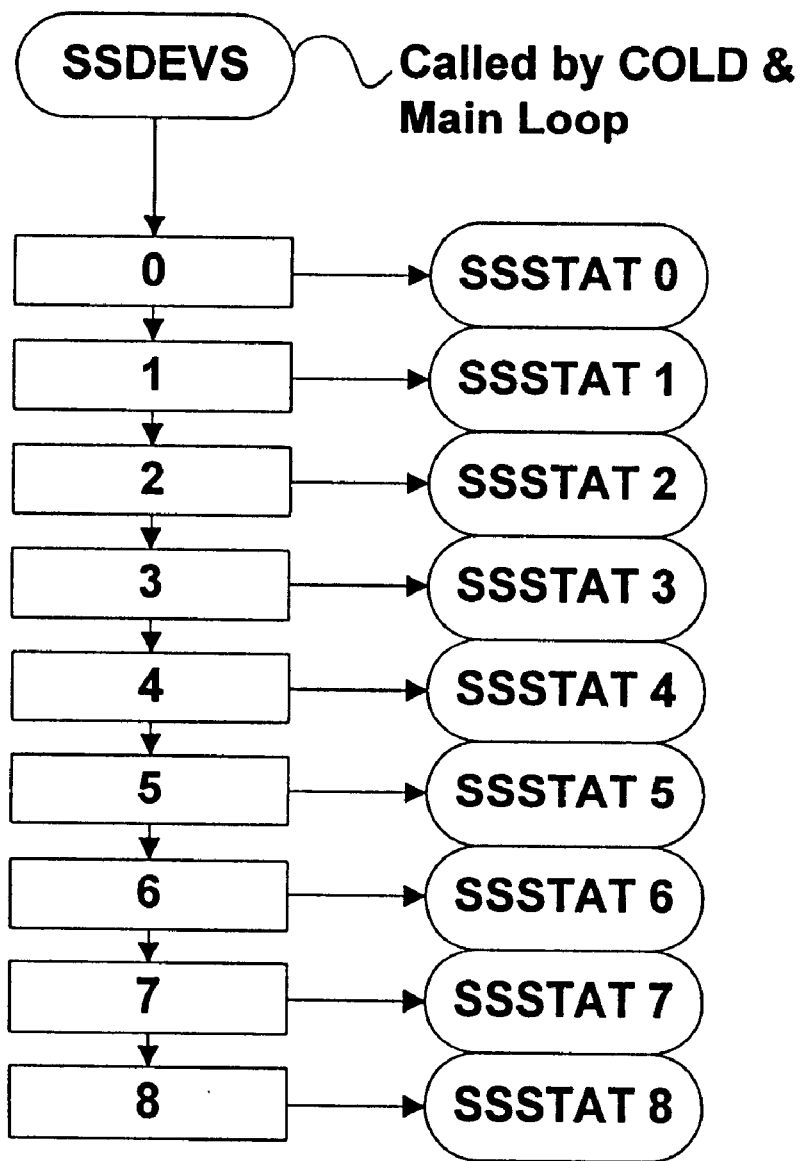 SSDEVS
Called by COLD &
Main Loop
0
SSSTAT 0
1
SSSTAT 1
2
SSSTAT 2
3
SSSTAT 3
4
SSSTAT 4
5
SSSTAT 5
6
SSSTAT 6
7
SSSTAT 7
8
SSSTAT 8